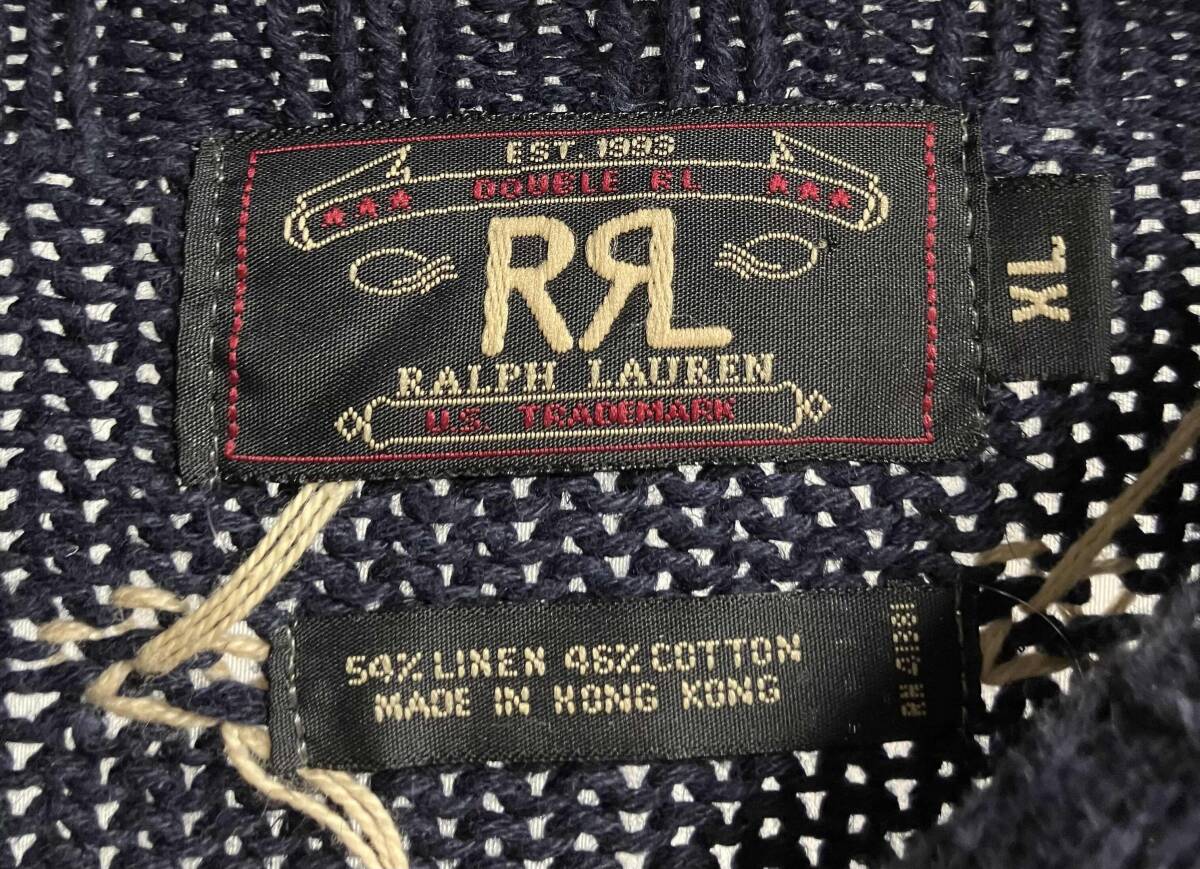 EST. 1993
DOUBLE RL
RRL
RALPH LAUREN
U.S. TRADEMARK
XL
54% LINEN 46% COTTON
MADE IN HONG KONG